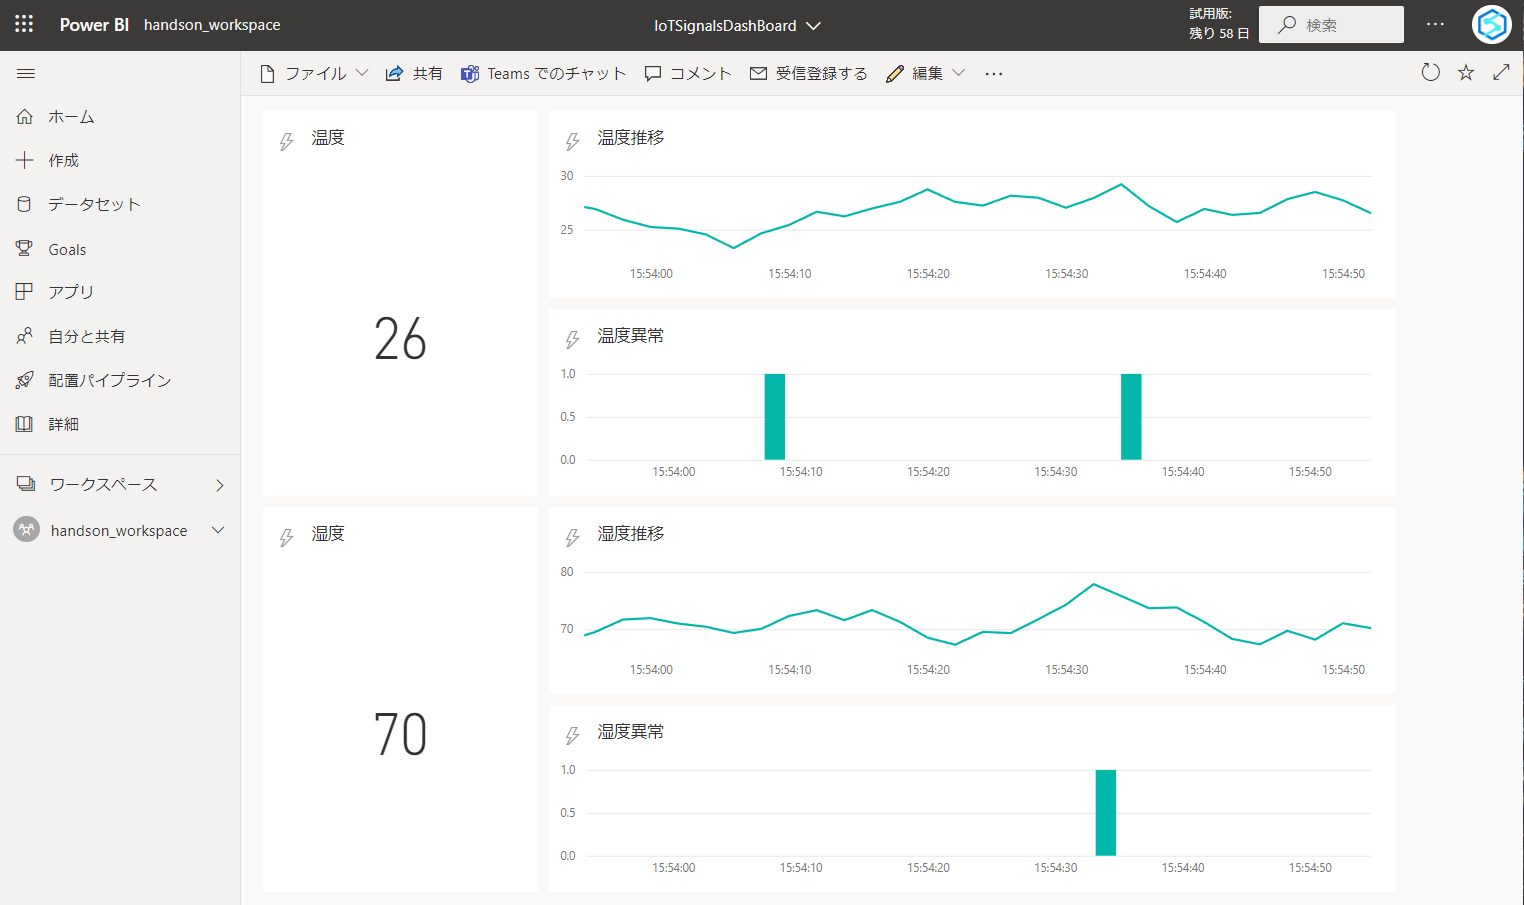 Power BI handson_workspace
IoTSignalsDashBoard
試用版:
残り 58 日
検索
ファイル 共有 Teams でのチャット コメント 受信登録する 編集
ホーム
作成
データセット
Goals
アプリ
自分と共有
配置パイプライン
詳細
ワークスペース
handson_workspace
温度
26
温度推移
30
25
15:54:00 15:54:10 15:54:20 15:54:30 15:54:40 15:54:50
温度異常
1.0
0.5
0.0
15:54:00 15:54:10 15:54:20 15:54:30 15:54:40 15:54:50
湿度
70
湿度推移
80
70
15:54:00 15:54:10 15:54:20 15:54:30 15:54:40 15:54:50
湿度異常
1.0
0.5
0.0
15:54:00 15:54:10 15:54:20 15:54:30 15:54:40 15:54:50